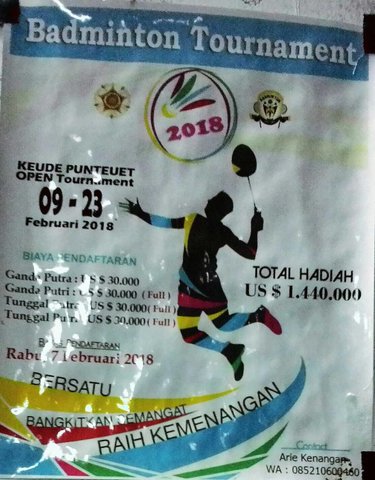 Badminton Tournament
2018
KEUDE PUNTEUET
OPEN Tournament
09 - 23
Februari 2018
BIAYA PENDAFTARAN
Ganda Putra : US $ 30.000
Ganda Putri : US $ 30.000 ( Full )
Tunggal Putra : US $ 30.000 ( Full )
Tunggal Putri : US $ 30.000 ( Full )
TOTAL HADIAH
US $ 1.440.000
PENDAFTARAN
Rabu, 7 Februari 2018
BERSATU
BANGKITKAN SEMANGAT
RAIH KEMENANGAN
Contact
Arie Kenangan
WA : 085210600460